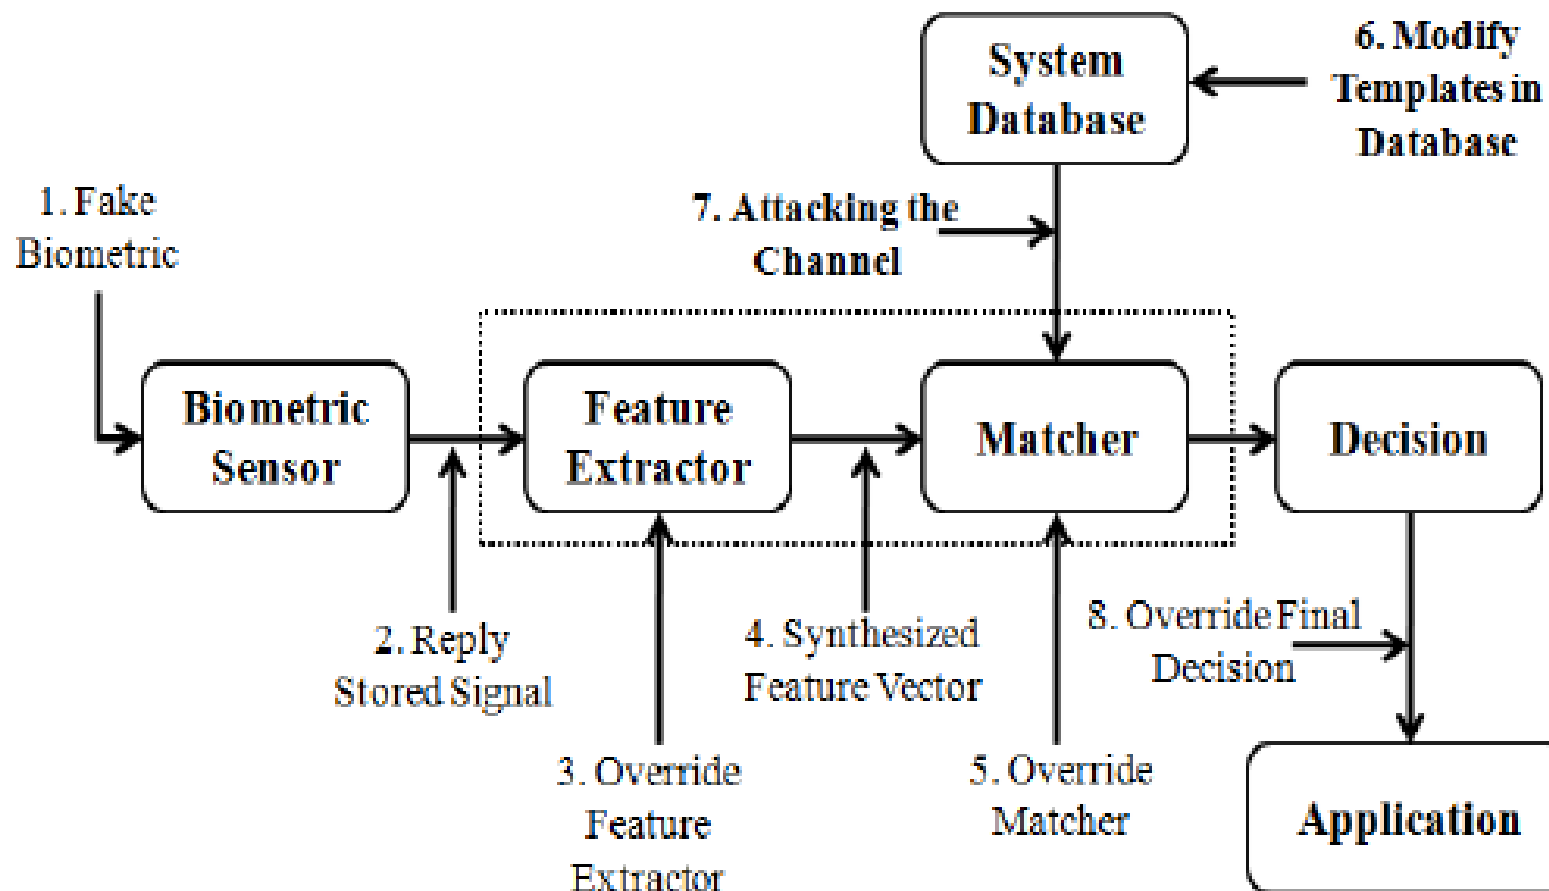 System
Database
6. Modify
Templates in
Database
1. Fake
Biometric
7. Attacking the
Channel
Biometric
Sensor
Feature
Extractor
Matcher
Decision
2. Reply
Stored Signal
4. Synthesized
Feature Vector
8. Override Final
Decision
3. Override
Feature
Extractor
5. Override
Matcher
Application